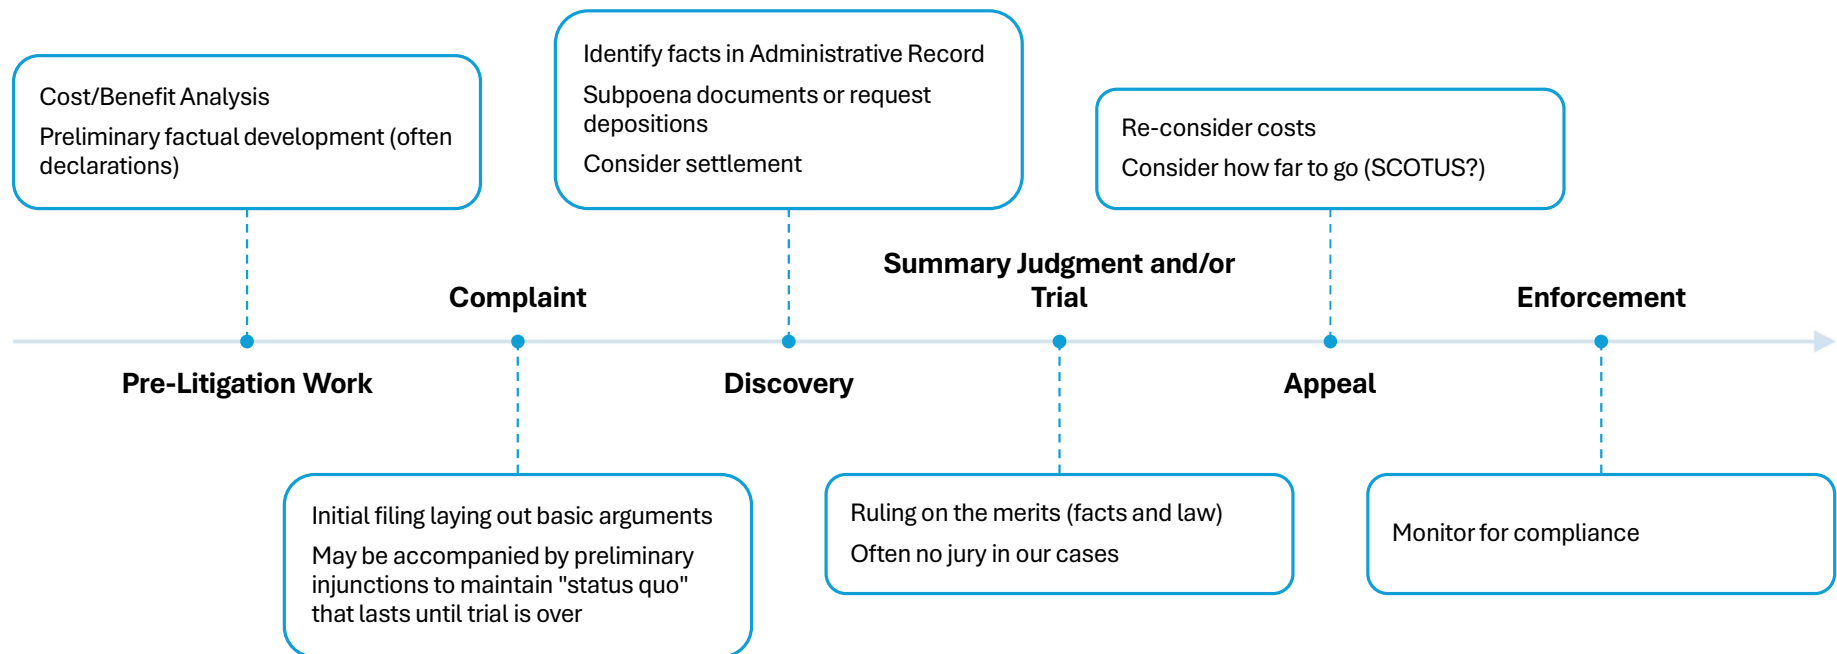 Cost/Benefit Analysis
Preliminary factual development (often
declarations)
Pre-Litigation Work
Complaint
Initial filing laying out basic arguments
May be accompanied by preliminary
injunctions to maintain "status quo"
that lasts until trial is over
Identify facts in Administrative Record
Subpoena documents or request
depositions
Consider settlement
Discovery
Summary Judgment and/or
Trial
Ruling on the merits (facts and law)
Often no jury in our cases
Re-consider costs
Consider how far to go (SCOTUS?)
Appeal
Enforcement
Monitor for compliance